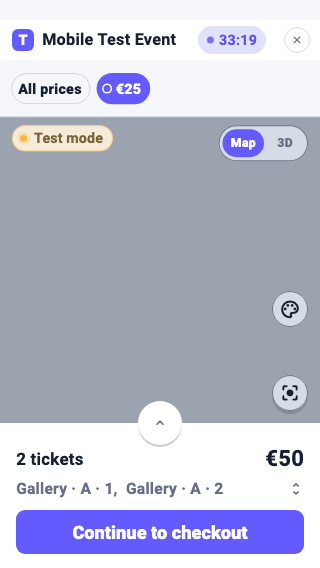 T Mobile Test Event 33:19
All prices €25
Test mode Map 3D
2 tickets €50
Gallery · A · 1, Gallery · A · 2
Continue to checkout